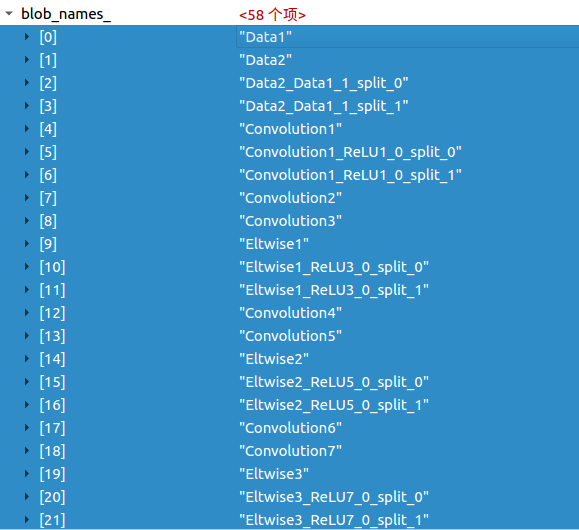 blob_names_ <58 个项>
[0] "Data1"
[1] "Data2"
[2] "Data2_Data1_1_split_0"
[3] "Data2_Data1_1_split_1"
[4] "Convolution1"
[5] "Convolution1_ReLU1_0_split_0"
[6] "Convolution1_ReLU1_0_split_1"
[7] "Convolution2"
[8] "Convolution3"
[9] "Eltwise1"
[10] "Eltwise1_ReLU3_0_split_0"
[11] "Eltwise1_ReLU3_0_split_1"
[12] "Convolution4"
[13] "Convolution5"
[14] "Eltwise2"
[15] "Eltwise2_ReLU5_0_split_0"
[16] "Eltwise2_ReLU5_0_split_1"
[17] "Convolution6"
[18] "Convolution7"
[19] "Eltwise3"
[20] "Eltwise3_ReLU7_0_split_0"
[21] "Eltwise3_ReLU7_0_split_1"